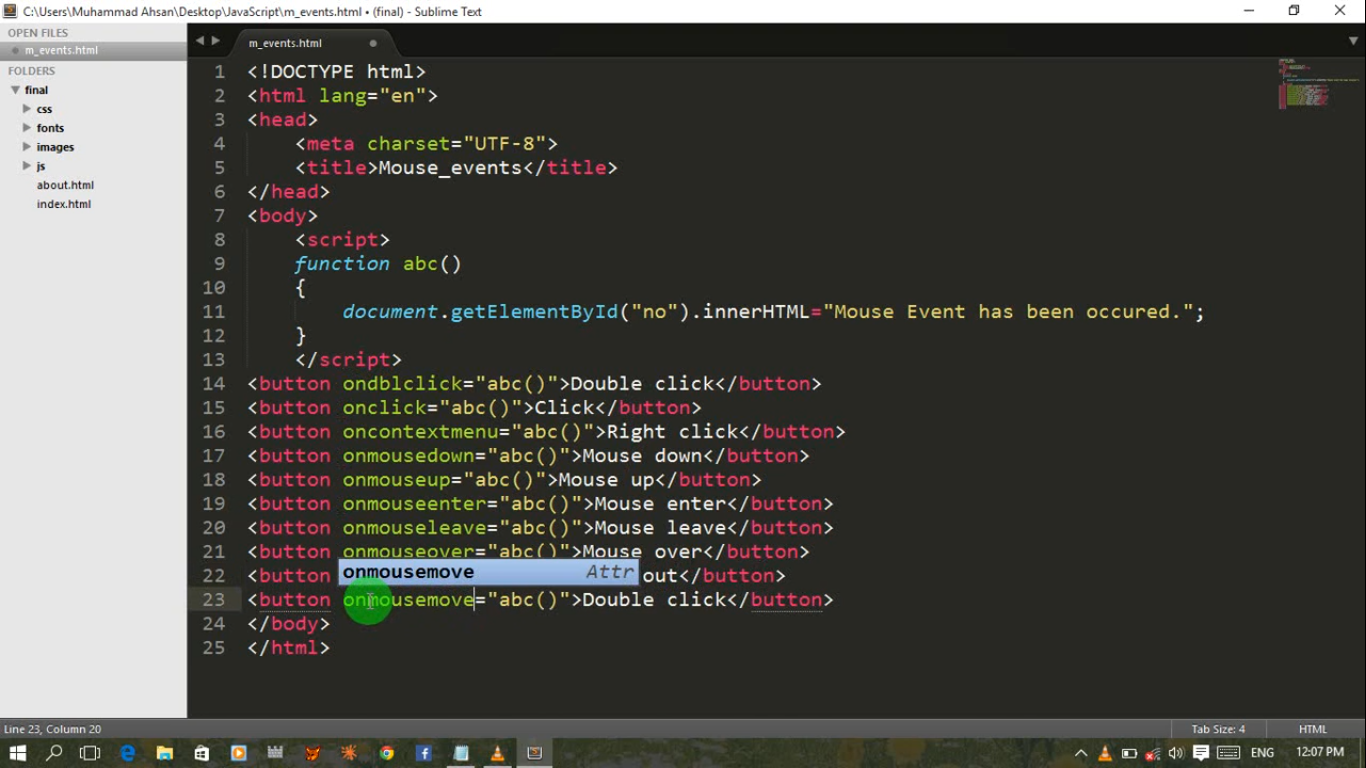 C:\Users\Muhammad Ahsan\Desktop\JavaScript\m_events.html • (final) - Sublime Text
OPEN FILES
m_events.html
FOLDERS
final
css
fonts
images
js
about.html
index.html
m_events.html
1 <!DOCTYPE html>
2 <html lang="en">
3 <head>
4 <meta charset="UTF-8">
5 <title>Mouse_events</title>
6 </head>
7 <body>
8 <script>
9 function abc()
10 {
11 document.getElementById("no").innerHTML="Mouse Event has been occured.";
12 }
13 </script>
14 <button ondblclick="abc()">Double click</button>
15 <button onclick="abc()">Click</button>
16 <button oncontextmenu="abc()">Right click</button>
17 <button onmousedown="abc()">Mouse down</button>
18 <button onmouseup="abc()">Mouse up</button>
19 <button onmouseenter="abc()">Mouse enter</button>
20 <button onmouseleave="abc()">Mouse leave</button>
21 <button onmouseover="abc()">Mouse over</button>
22 <button out</button>
onmousemove Attr
23 <button onmousemove="abc()">Double click</button>
24 </body>
25 </html>
Line 23, Column 20
Tab Size: 4
HTML
ENG
12:07 PM